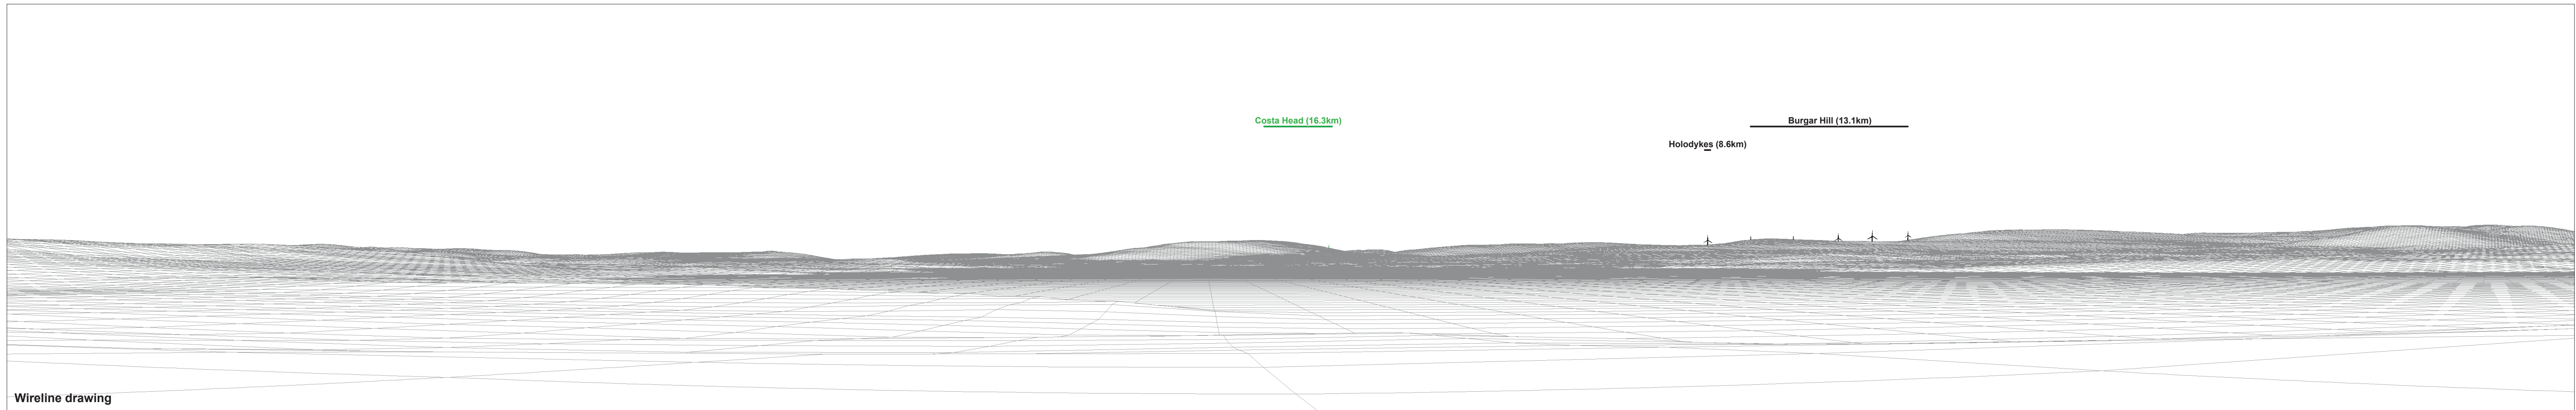 Costa Head (16.3km)
Burgar Hill (13.1km)
Holodykes (8.6km)
Wireline drawing